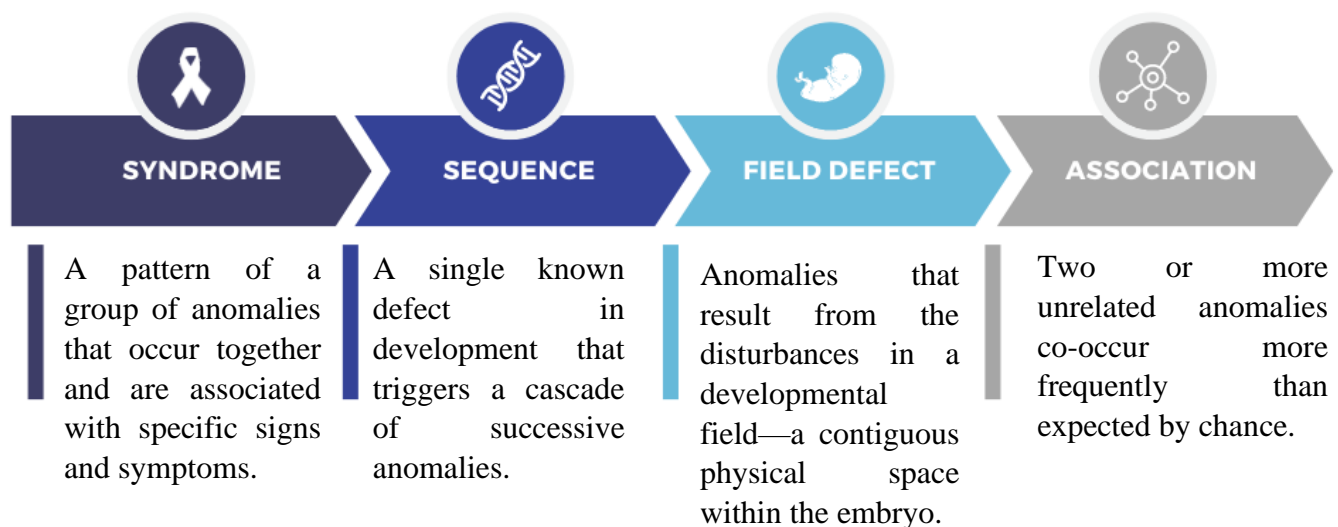 SYNDROME
SEQUENCE
FIELD DEFECT
ASSOCIATION
A pattern of a
group of anomalies
that occur together
and are associated
with specific signs
and symptoms.
A single known
defect in
development that
triggers a cascade
of successive
anomalies.
Anomalies that
result from the
disturbances in a
developmental
field—a contiguous
physical space
within the embryo.
Two or more
unrelated anomalies
co-occur more
frequently than
expected by chance.